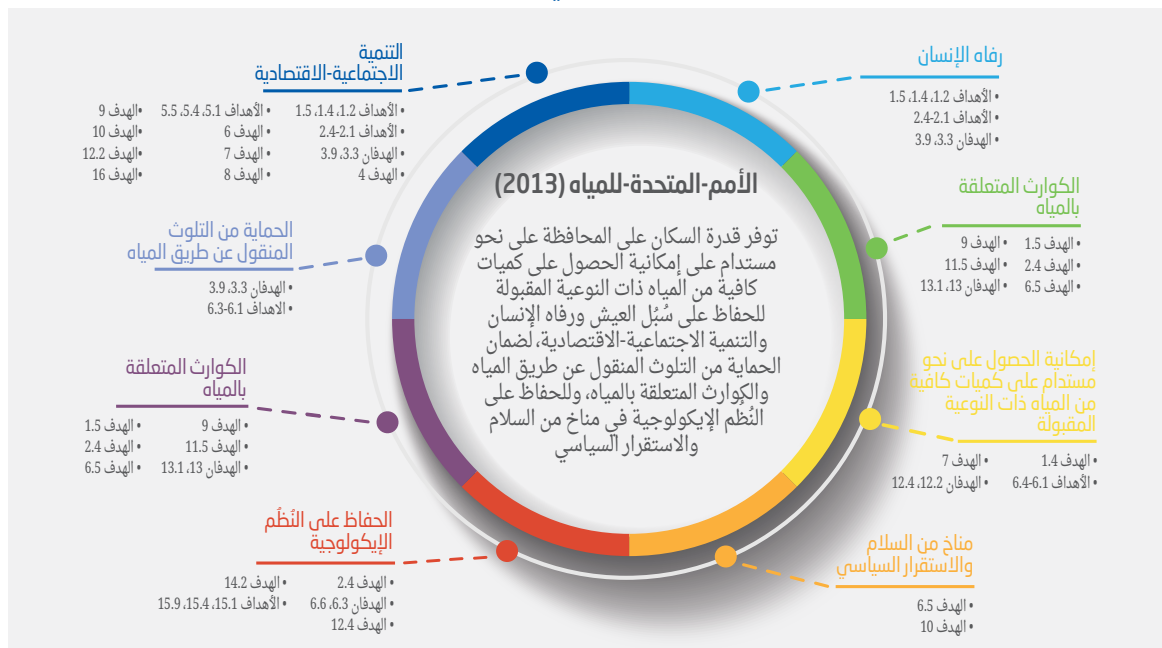 رفاه الإنسان
• الأهداف 1.2، 1.4، 1.5
• الأهداف 2.1-2.4
• الهدفان 3.3، 3.9
الكوارث المتعلقة
بالمياه
• الهدف 1.5
• الهدف 2.4
• الهدف 6.5
• الهدف 9
• الهدف 11.5
• الهدفان 13، 13.1
إمكانية الحصول على نحو
مستدام على كميات كافية
من المياه ذات النوعية
المقبولة
• الهدف 1.4
• الأهداف 6.1-6.4
• الهدف 7
• الهدفان 12.2، 12.4
مناخ من السلام
والاستقرار السياسي
• الهدف 6.5
• الهدف 10
الأمم-المتحدة-للمياه (2013)
توفر قدرة السكان على المحافظة على نحو
مستدام على إمكانية الحصول على كميات
كافية من المياه ذات النوعية المقبولة
للحفاظ على سُبُل العيش ورفاه الإنسان
والتنمية الاجتماعية-الاقتصادية، لضمان
الحماية من التلوث المنقول عن طريق المياه
والكوارث المتعلقة بالمياه، وللحفاظ على
النُظُم الإيكولوجية في مناخ من السلام
والاستقرار السياسي
التنمية
الاجتماعية-الاقتصادية
• الأهداف 1.2، 1.4، 1.5
• الأهداف 2.1-2.4
• الهدفان 3.3، 3.9
• الهدف 4
• الأهداف 5.1، 5.4، 5.5
• الهدف 6
• الهدف 7
• الهدف 8
•الهدف 9
•الهدف 10
•الهدف 12.2
•الهدف 16
الحماية من التلوث
المنقول عن طريق المياه
• الهدفان 3.3، 3.9
• الاهداف 6.1-6.3
الكوارث المتعلقة
بالمياه
• الهدف 9
• الهدف 11.5
• الهدفان 13، 13.1
• الهدف 1.5
• الهدف 2.4
• الهدف 6.5
الحفاظ على النُظُم
الإيكولوجية
• الهدف 2.4
• الهدفان 6.3، 6.6
• الهدف 12.4
• الهدف 14.2
• الأهداف 15.1، 15.4، 15.9